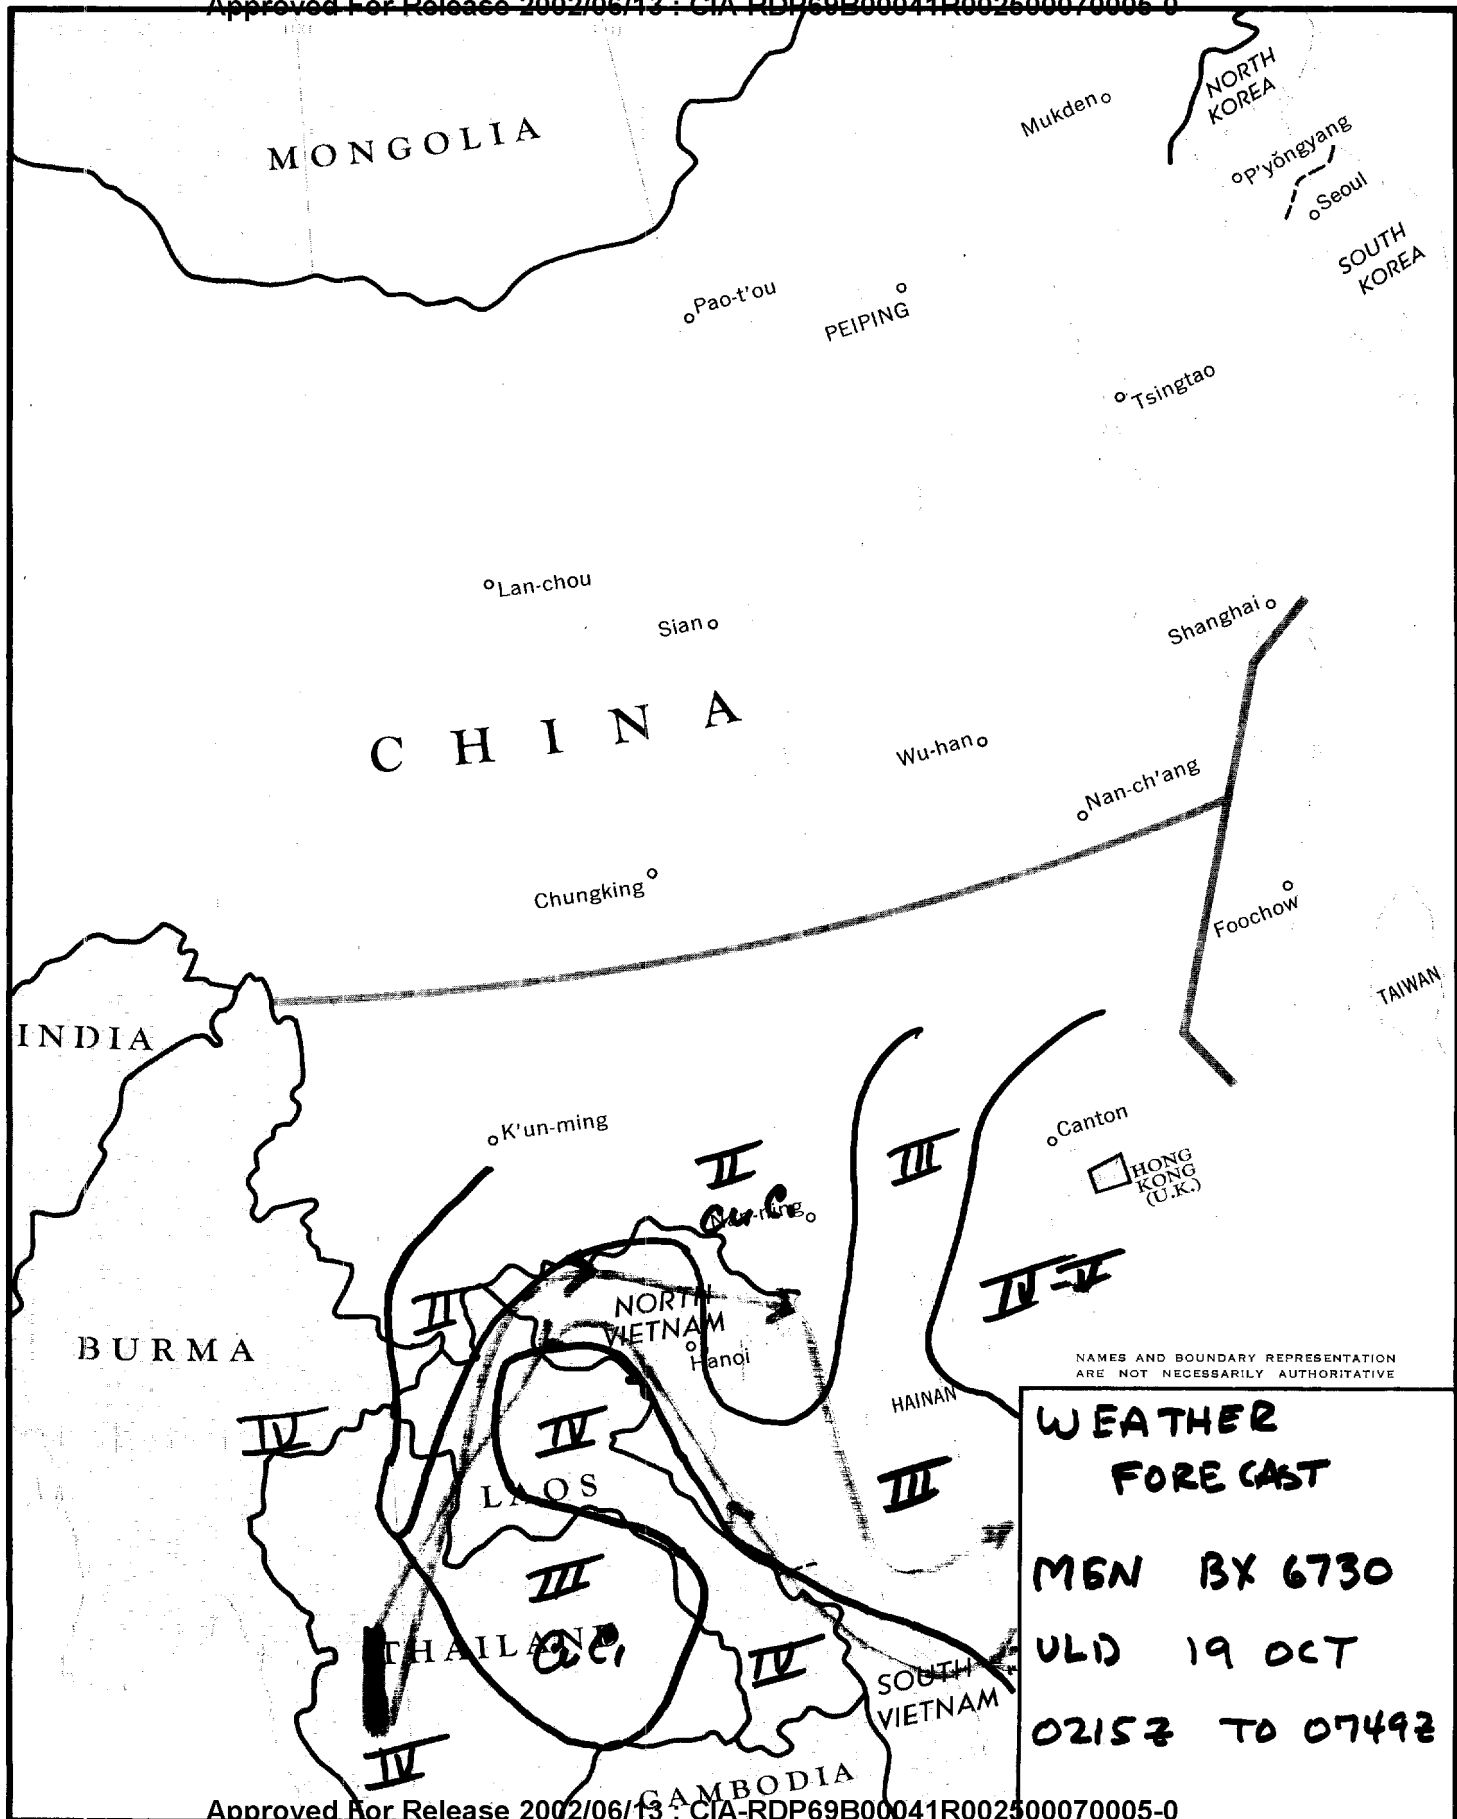 Approved For Release 2002/06/13 : CIA-RDP69B00041R002500070005-0
NORTH
KOREA
Mukden
MONGOLIA
P'yŏngyang
Seoul
SOUTH
KOREA
Pao-t'ou
PEIPING
Tsingtao
Lan-chou
Shanghai
Sian
CHINA
Wu-han
Nan-ch'ang
Chungking
Foochow
TAIWAN
INDIA
K'un-ming
Canton
II
III
HONG
KONG
(U.K.)
Nan-ning
IV-V
II
NORTH
VIETNAM
BURMA
Hanoi
NAMES AND BOUNDARY REPRESENTATION
ARE NOT NECESSARILY AUTHORITATIVE
HAINAN
IV
IV
WEATHER
FORECAST
LAOS
III
III
MSN BX 6730
THAILAND
IV
ULD 19 OCT
SOUTH
VIETNAM
0215Z TO 0749Z
IV
CAMBODIA
Approved For Release 2002/06/13 : CIA-RDP69B00041R002500070005-0